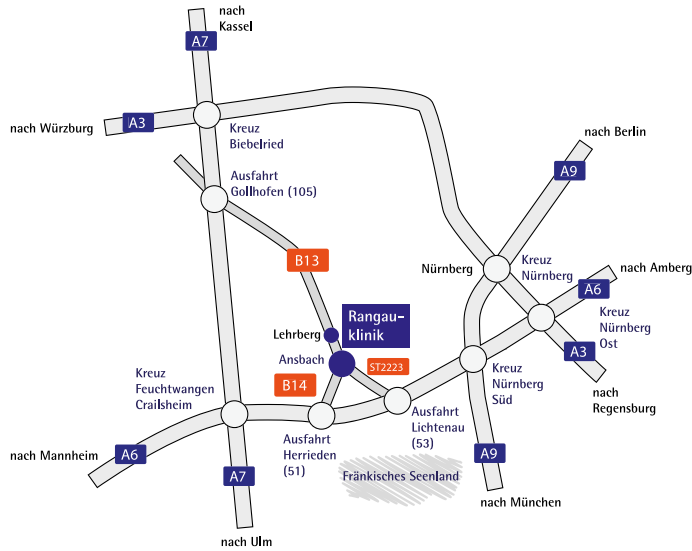 nach
Kassel
A7
nach Würzburg
A3
Kreuz
Biebelried
nach Berlin
A9
Ausfahrt
Gollhofen (105)
B13
Nürnberg
Kreuz
Nürnberg
nach Amberg
A6
Kreuz
Nürnberg
Ost
Rangau-
klinik
Lehrberg
Ansbach
ST2223
A3
nach
Regensburg
B14
Kreuz
Feuchtwangen
Crailsheim
Kreuz
Nürnberg
Süd
Ausfahrt
Herrieden
(51)
Ausfahrt
Lichtenau
(53)
nach Mannheim
A6
A7
Fränkisches Seenland
A9
nach München
nach Ulm